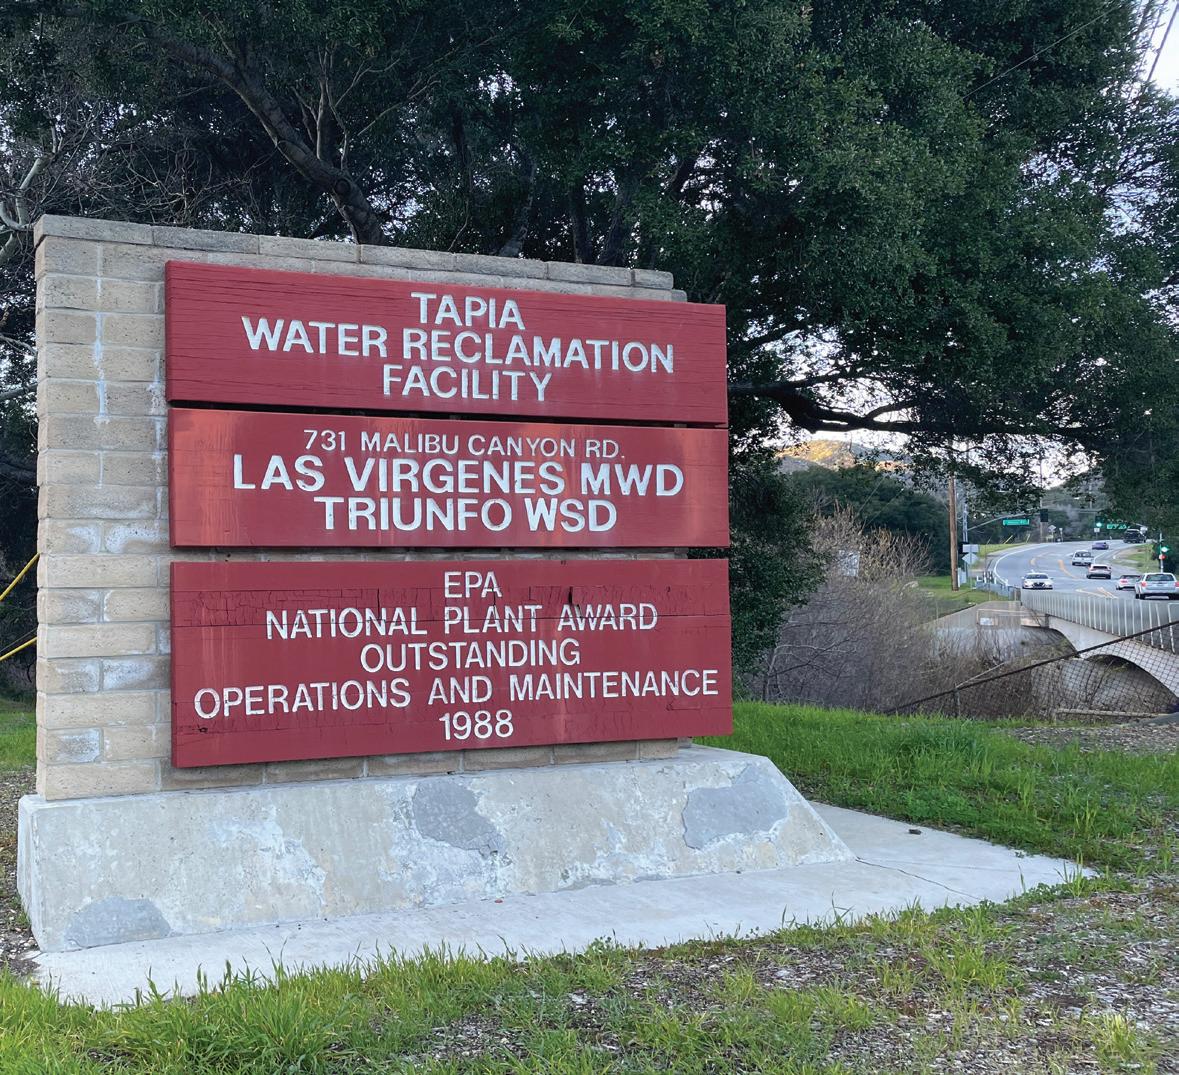 TAPIA
WATER RECLAMATION
FACILITY
731 MALIBU CANYON RD.
LAS VIRGENES MWD
TRIUNFO WSD
EPA
NATIONAL PLANT AWARD
OUTSTANDING
OPERATIONS AND MAINTENANCE
1988